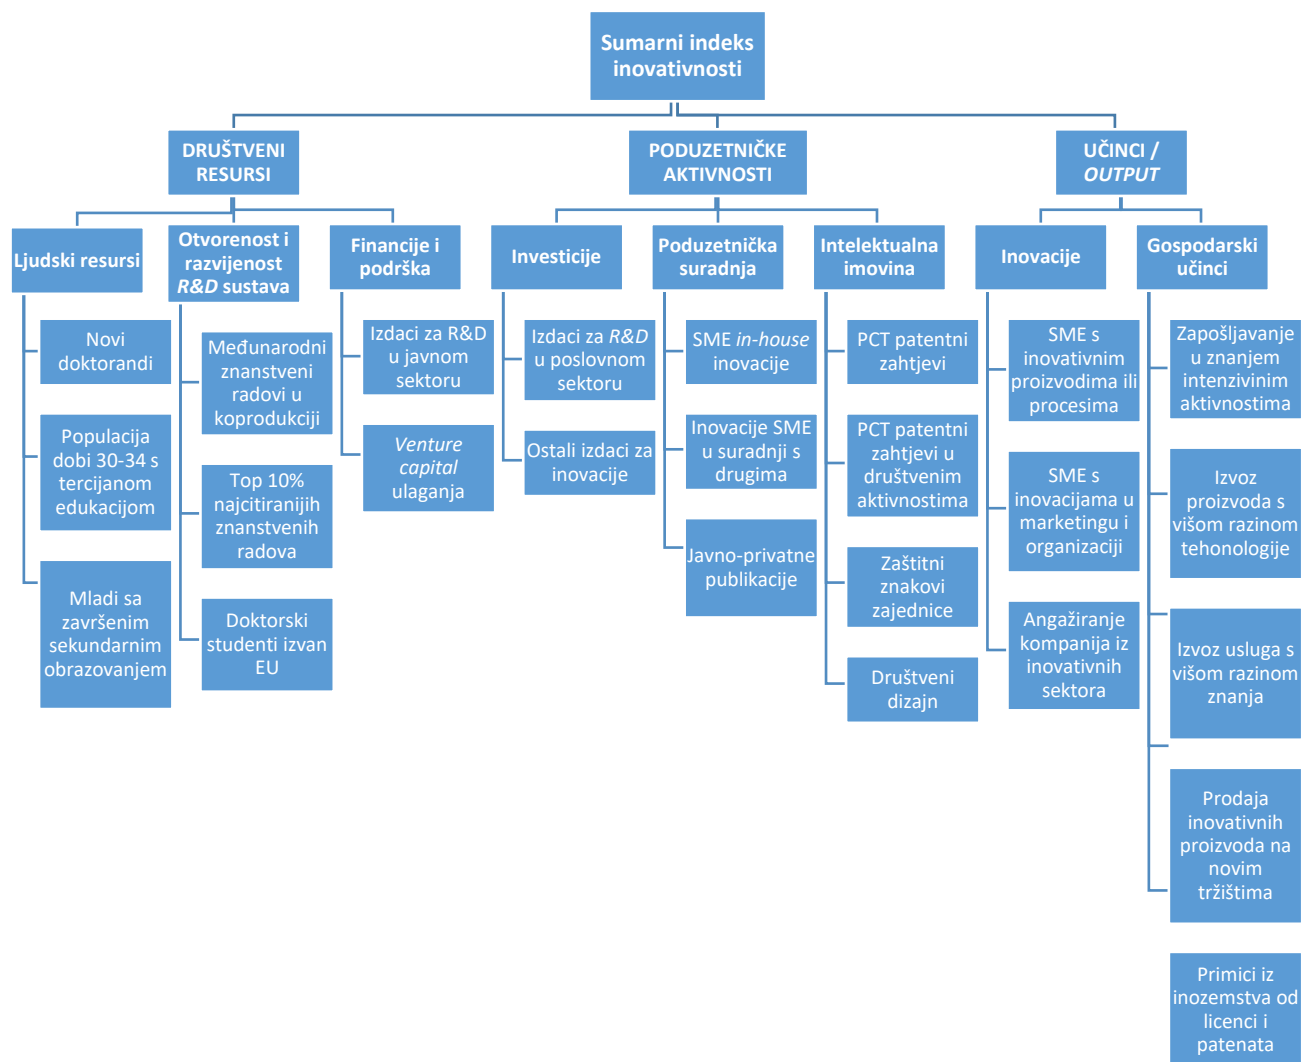 Sumarni indeks
inovativnosti
DRUŠTVENI
RESURSI
PODUZETNIČKE
AKTIVNOSTI
UČINCI /
OUTPUT
Ljudski resursi
Otvorenost i
razvijenost
R&D sustava
Financije i
podrška
Investicije
Poduzetnička
suradnja
Intelektualna
imovina
Inovacije
Gospodarski
učinci
Novi
doktorandi
Populacija
dobi 30-34 s
tercijanom
edukacijom
Mladi sa
završenim
sekundarnim
obrazovanjem
Međunarodni
znanstveni
radovi u
koprodukciji
Top 10%
najcitiranijih
znanstvenih
radova
Doktorski
studenti izvan
EU
Izdaci za R&D
u javnom
sektoru
Venture
capital
ulaganja
Izdaci za R&D
u poslovnom
sektoru
Ostali izdaci za
inovacije
SME in-house
inovacije
Inovacije SME
u suradnji s
drugima
Javno-privatne
publikacije
PCT patentni
zahtjevi
PCT patentni
zahtjevi u
društvenim
aktivnostima
Zaštitni
znakovi
zajednice
Društveni
dizajn
SME s
inovativnim
proizvodima ili
procesima
SME s
inovacijama u
marketingu i
organizaciji
Angažiranje
kompanija iz
inovativnih
sektora
Zapošljavanje
u znanjem
intenzivinim
aktivnostima
Izvoz
proizvoda s
višom razinom
tehonologije
Izvoz usluga s
višom razinom
znanja
Prodaja
inovativnih
proizvoda na
novim
tržištima
Primici iz
inozemstva od
licenci i
patenata